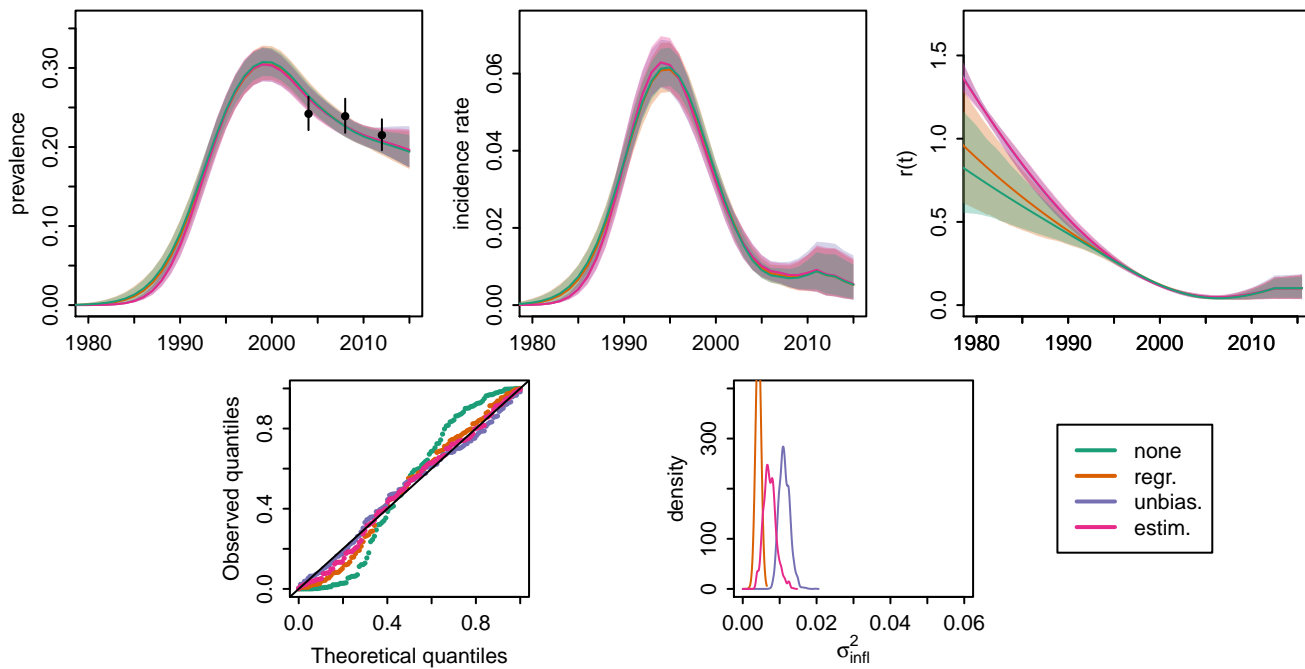 prevalence
0.00 0.10 0.20 0.30
1980 1990 2000 2010
incidence rate
0.00 0.02 0.04 0.06
1980 1990 2000 2010
r(t)
0.0 0.5 1.0 1.5
1980 1990 2000 2010
Observed quantiles
0.0 0.4 0.8
0.0 0.4 0.8
Theoretical quantiles
density
0 100 300
0.00 0.02 0.04 0.06
σ²infl
none
regr.
unbias.
estim.